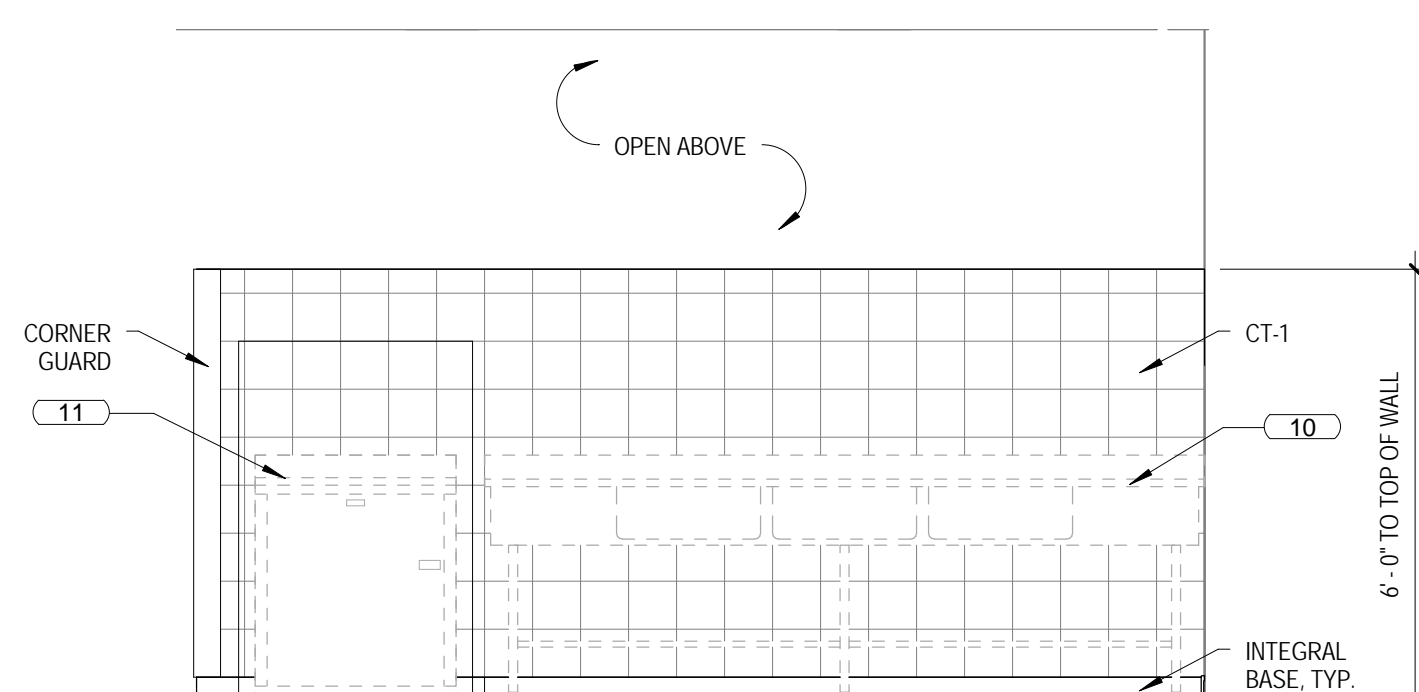 OPEN ABOVE
CORNER
GUARD
CT-1
11
10
6' - 0" TO TOP OF WALL
INTEGRAL
BASE, TYP.